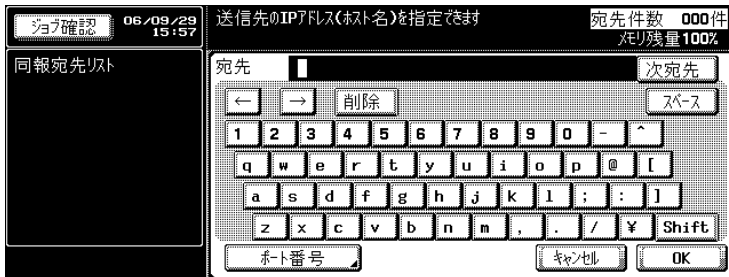 ジョブ確認 06/09/29 15:57
送信先のIPアドレス(ホスト名)を指定できます
宛先件数 000件
メモリ残量100%
同報宛先リスト
宛先 次宛先
← → 削除 スペース
1 2 3 4 5 6 7 8 9 0 - ^
q w e r t y u i o p @ [
a s d f g h j k l ; : ]
z x c v b n m , . / ¥ Shift
ポート番号 キャンセル OK